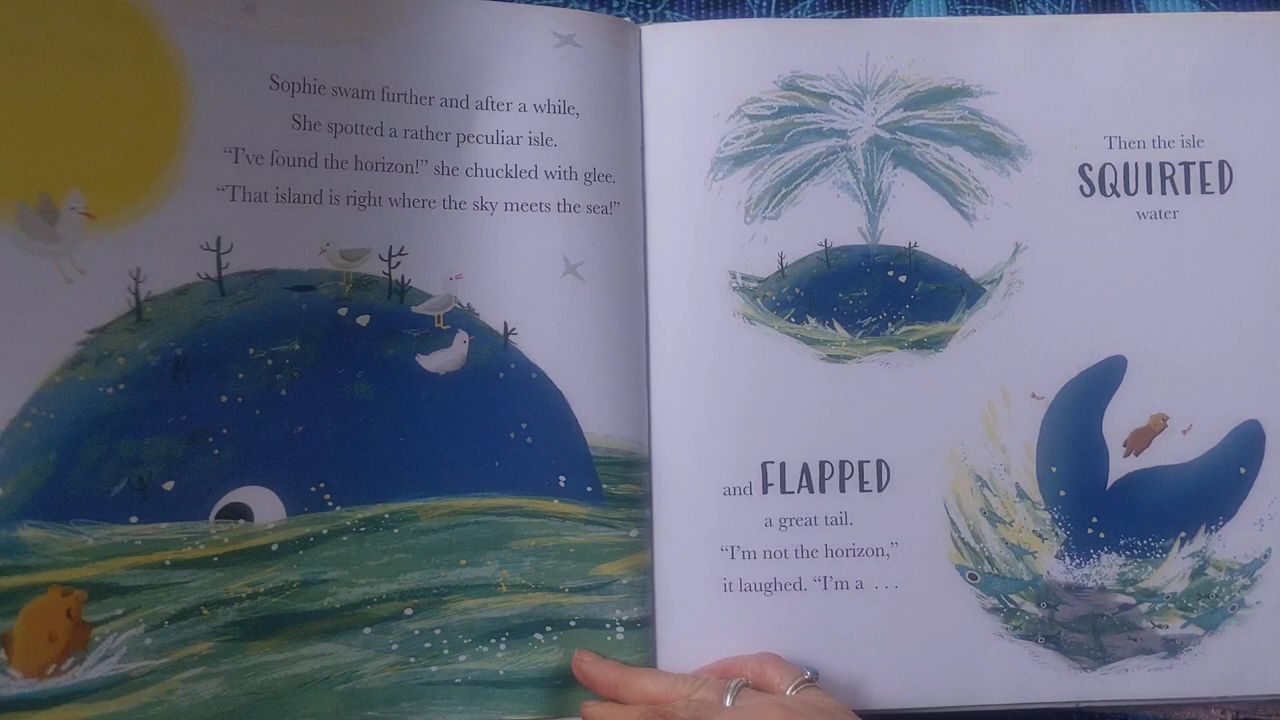 Sophie swam further and after a while,
She spotted a rather peculiar isle.
“I’ve found the horizon!” she chuckled with glee.
“That island is right where the sky meets the sea!”
Then the isle
SQUIRTED
water
and FLAPPED
a great tail.
“I’m not the horizon,”
it laughed. “I’m a . . .